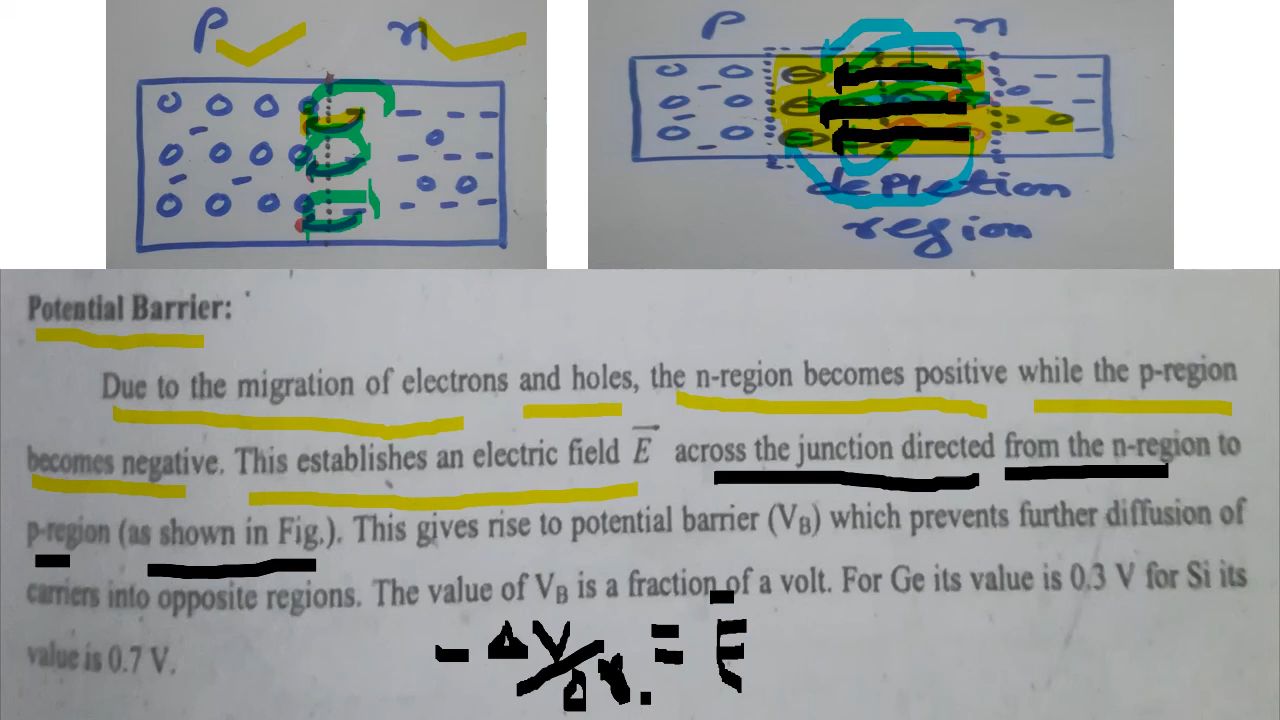 P n
P n
depletion
region
Potential Barrier:
Due to the migration of electrons and holes, the n-region becomes positive while the p-region
becomes negative. This establishes an electric field E⃗ across the junction directed from the n-region to
p-region (as shown in Fig.). This gives rise to potential barrier (V_B) which prevents further diffusion of
carriers into opposite regions. The value of V_B is a fraction of a volt. For Ge its value is 0.3 V for Si its
value is 0.7 V.
- ΔV/Δx. = E̅